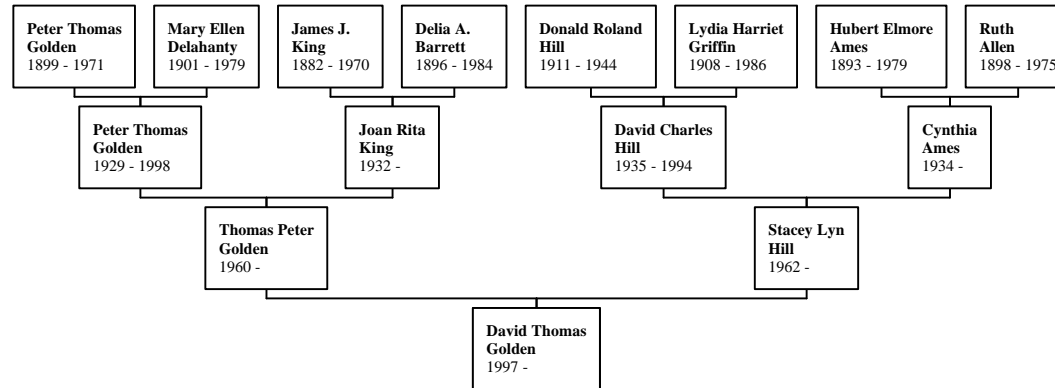 Peter Thomas
Golden
1899 - 1971
Mary Ellen
Delahanty
1901 - 1979
James J.
King
1882 - 1970
Delia A.
Barrett
1896 - 1984
Donald Roland
Hill
1911 - 1944
Lydia Harriet
Griffin
1908 - 1986
Hubert Elmore
Ames
1893 - 1979
Ruth
Allen
1898 - 1975
Peter Thomas
Golden
1929 - 1998
Joan Rita
King
1932 -
David Charles
Hill
1935 - 1994
Cynthia
Ames
1934 -
Thomas Peter
Golden
1960 -
Stacey Lyn
Hill
1962 -
David Thomas
Golden
1997 -